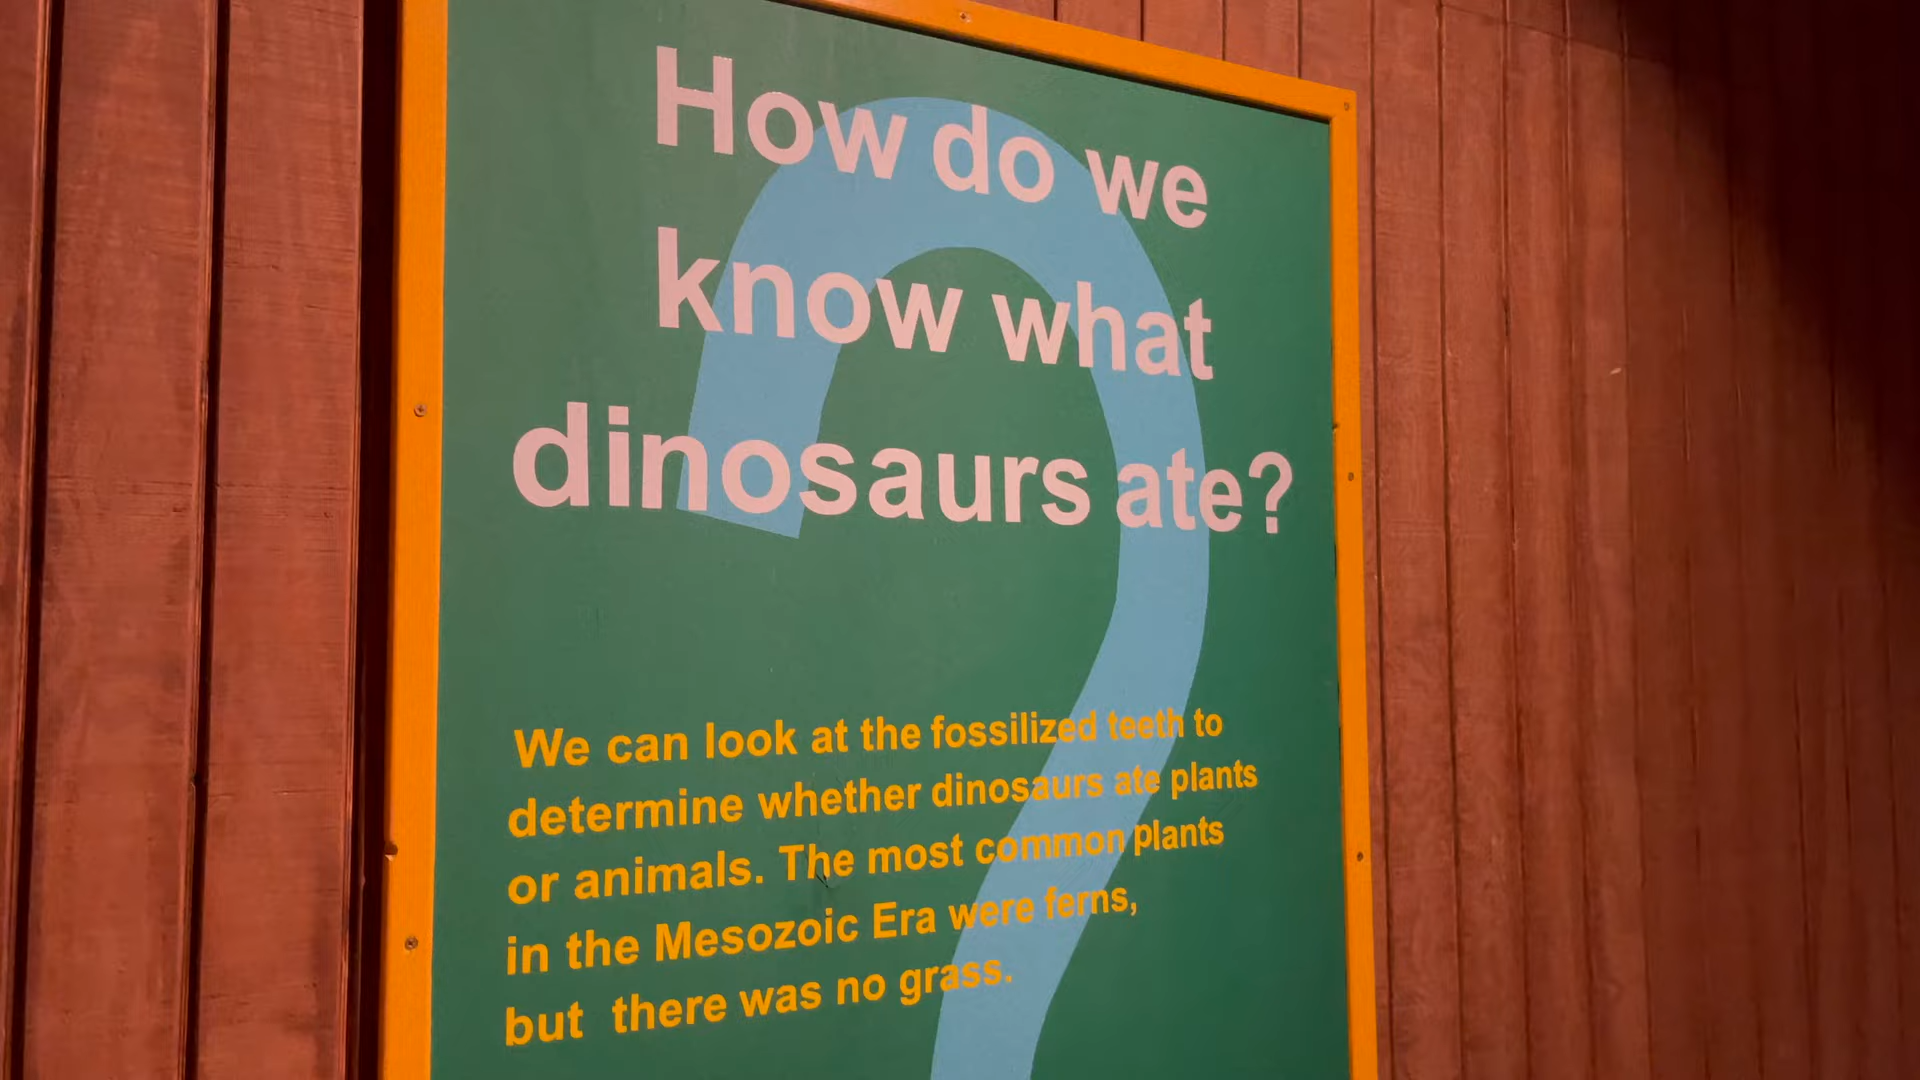 How do we
know what
dinosaurs ate?
We can look at the fossilized teeth to
determine whether dinosaurs ate plants
or animals. The most common plants
in the Mesozoic Era were ferns,
but there was no grass.